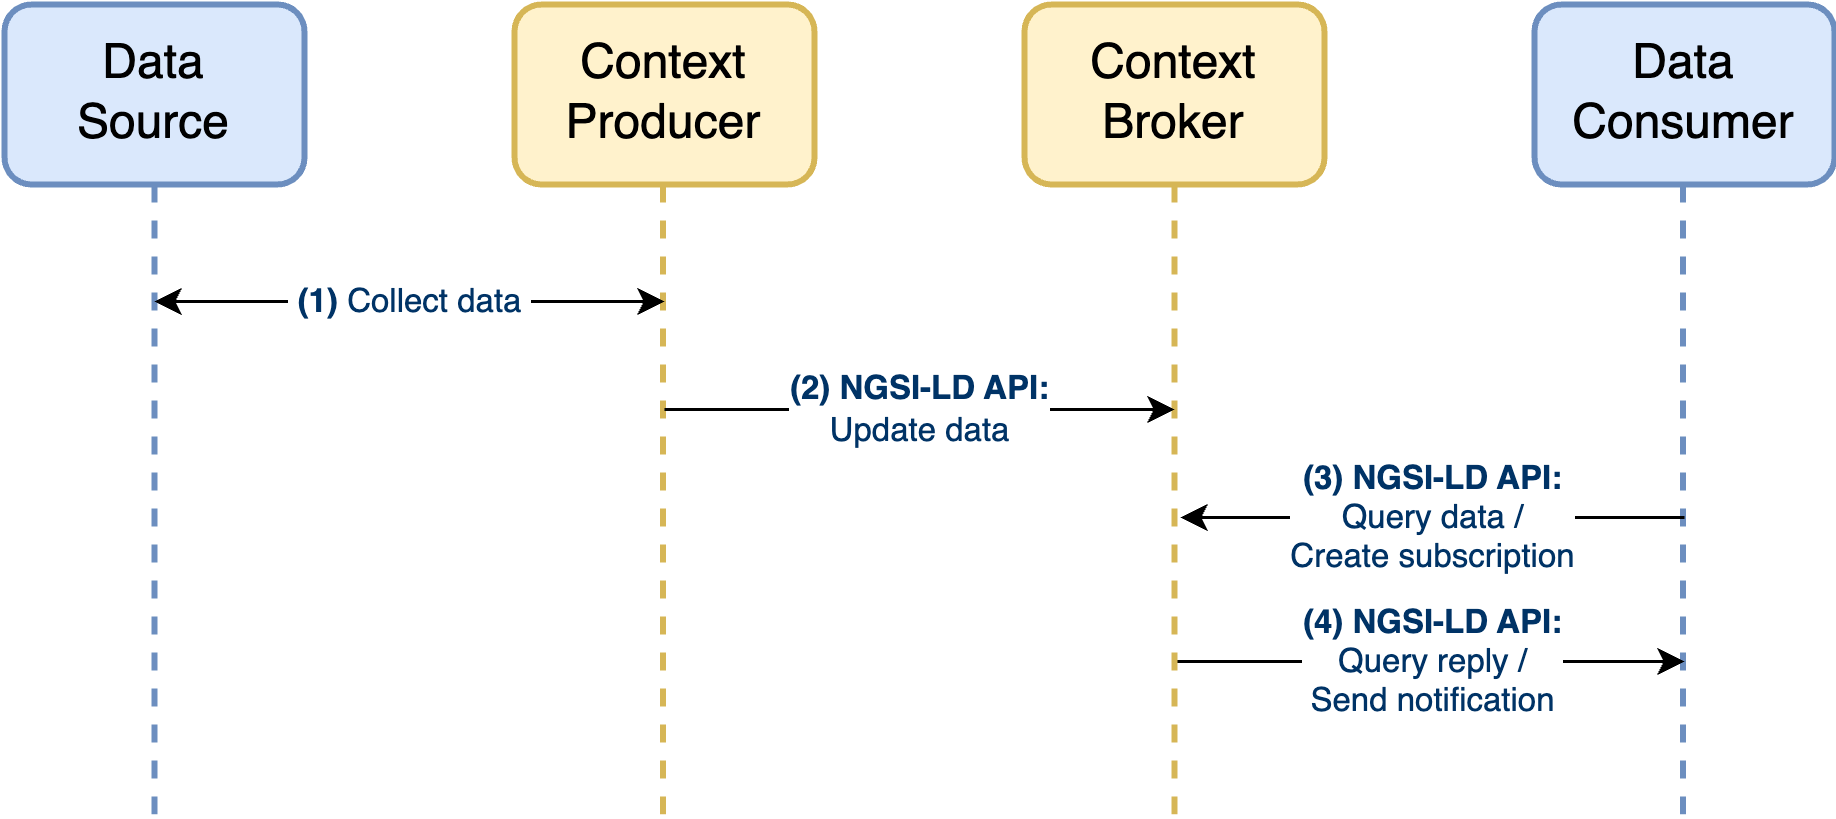 Data
Source
Context
Producer
Context
Broker
Data
Consumer
(1) Collect data
(2) NGSI-LD API:
Update data
(3) NGSI-LD API:
Query data /
Create subscription
(4) NGSI-LD API:
Query reply /
Send notification